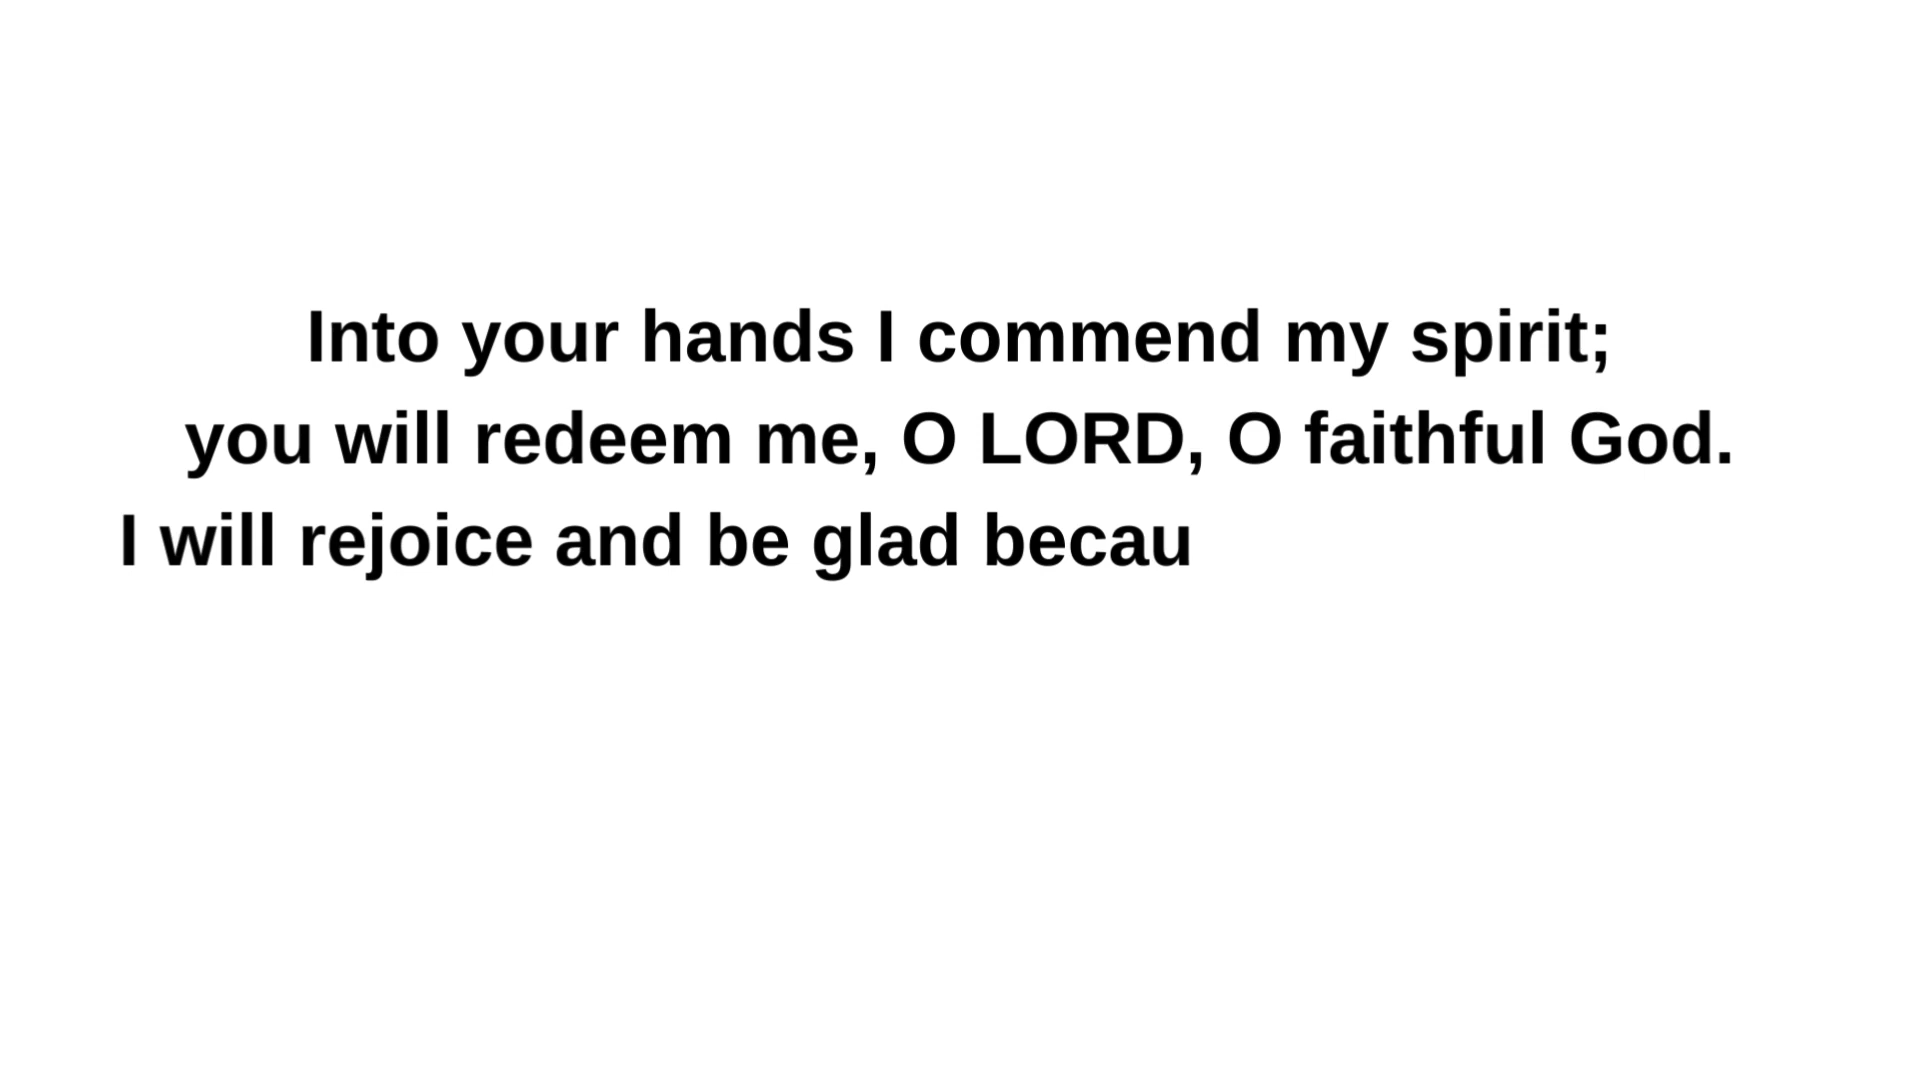 Into your hands I commend my spirit;
you will redeem me, O LORD, O faithful God.
I will rejoice and be glad becau